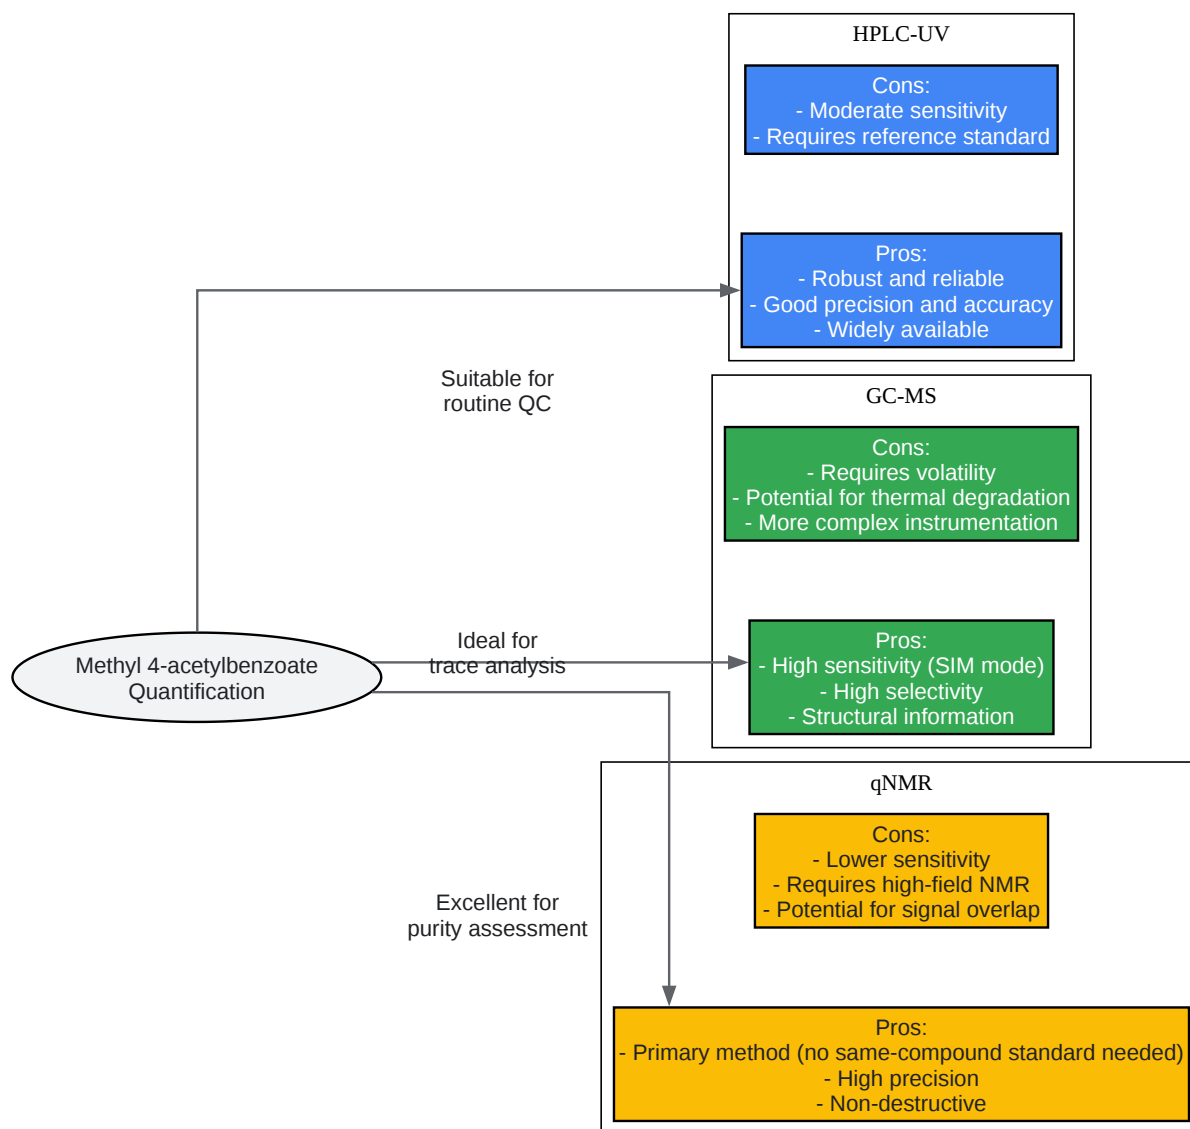 HPLC-UV
Cons:
- Moderate sensitivity
- Requires reference standard
Pros:
- Robust and reliable
- Good precision and accuracy
- Widely available
Suitable for
routine QC
GC-MS
Cons:
- Requires volatility
- Potential for thermal degradation
- More complex instrumentation
Methyl 4-acetylbenzoate
Quantification
Ideal for
trace analysis
Pros:
- High sensitivity (SIM mode)
- High selectivity
- Structural information
qNMR
Cons:
- Lower sensitivity
- Requires high-field NMR
- Potential for signal overlap
Excellent for
purity assessment
Pros:
- Primary method (no same-compound standard needed)
- High precision
- Non-destructive